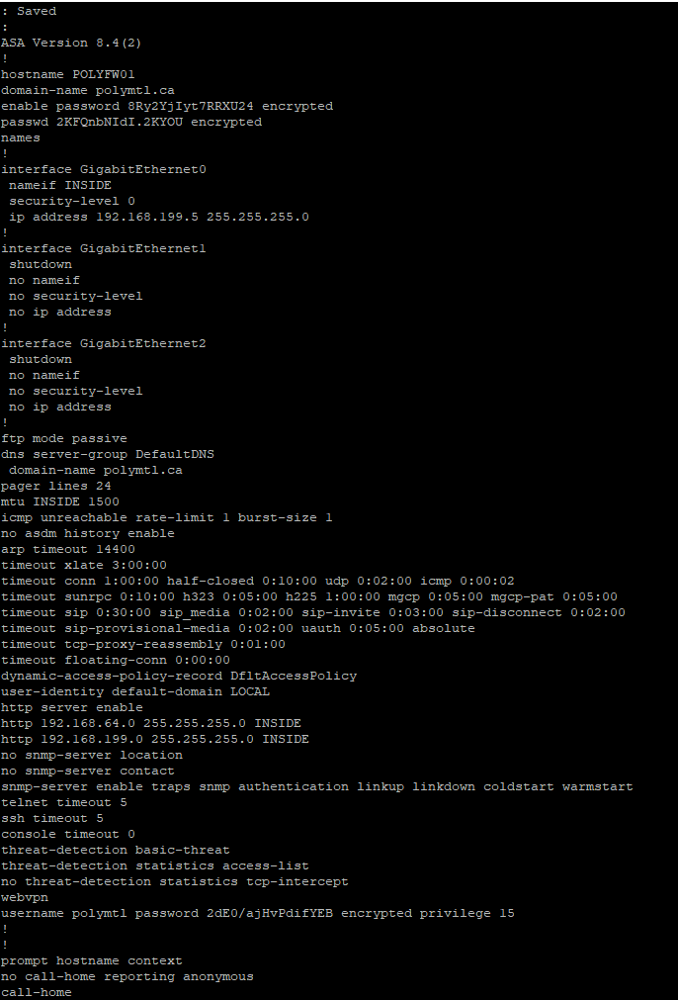 : Saved
:
ASA Version 8.4(2)
!
hostname POLYFW01
domain-name polymtl.ca
enable password 8Ry2YjIyt7RRXU24 encrypted
passwd 2KFQnbNIdI.2KYOU encrypted
names
!
interface GigabitEthernet0
 nameif INSIDE
 security-level 0
 ip address 192.168.199.5 255.255.255.0
!
interface GigabitEthernet1
 shutdown
 no nameif
 no security-level
 no ip address
!
interface GigabitEthernet2
 shutdown
 no nameif
 no security-level
 no ip address
!
ftp mode passive
dns server-group DefaultDNS
 domain-name polymtl.ca
pager lines 24
mtu INSIDE 1500
icmp unreachable rate-limit 1 burst-size 1
no asdm history enable
arp timeout 14400
timeout xlate 3:00:00
timeout conn 1:00:00 half-closed 0:10:00 udp 0:02:00 icmp 0:00:02
timeout sunrpc 0:10:00 h323 0:05:00 h225 1:00:00 mgcp 0:05:00 mgcp-pat 0:05:00
timeout sip 0:30:00 sip_media 0:02:00 sip-invite 0:03:00 sip-disconnect 0:02:00
timeout sip-provisional-media 0:02:00 uauth 0:05:00 absolute
timeout tcp-proxy-reassembly 0:01:00
timeout floating-conn 0:00:00
dynamic-access-policy-record DfltAccessPolicy
user-identity default-domain LOCAL
http server enable
http 192.168.64.0 255.255.255.0 INSIDE
http 192.168.199.0 255.255.255.0 INSIDE
no snmp-server location
no snmp-server contact
snmp-server enable traps snmp authentication linkup linkdown coldstart warmstart
telnet timeout 5
ssh timeout 5
console timeout 0
threat-detection basic-threat
threat-detection statistics access-list
no threat-detection statistics tcp-intercept
webvpn
username polymtl password 2dE0/ajHvPdifYEB encrypted privilege 15
!
!
prompt hostname context
no call-home reporting anonymous
call-home